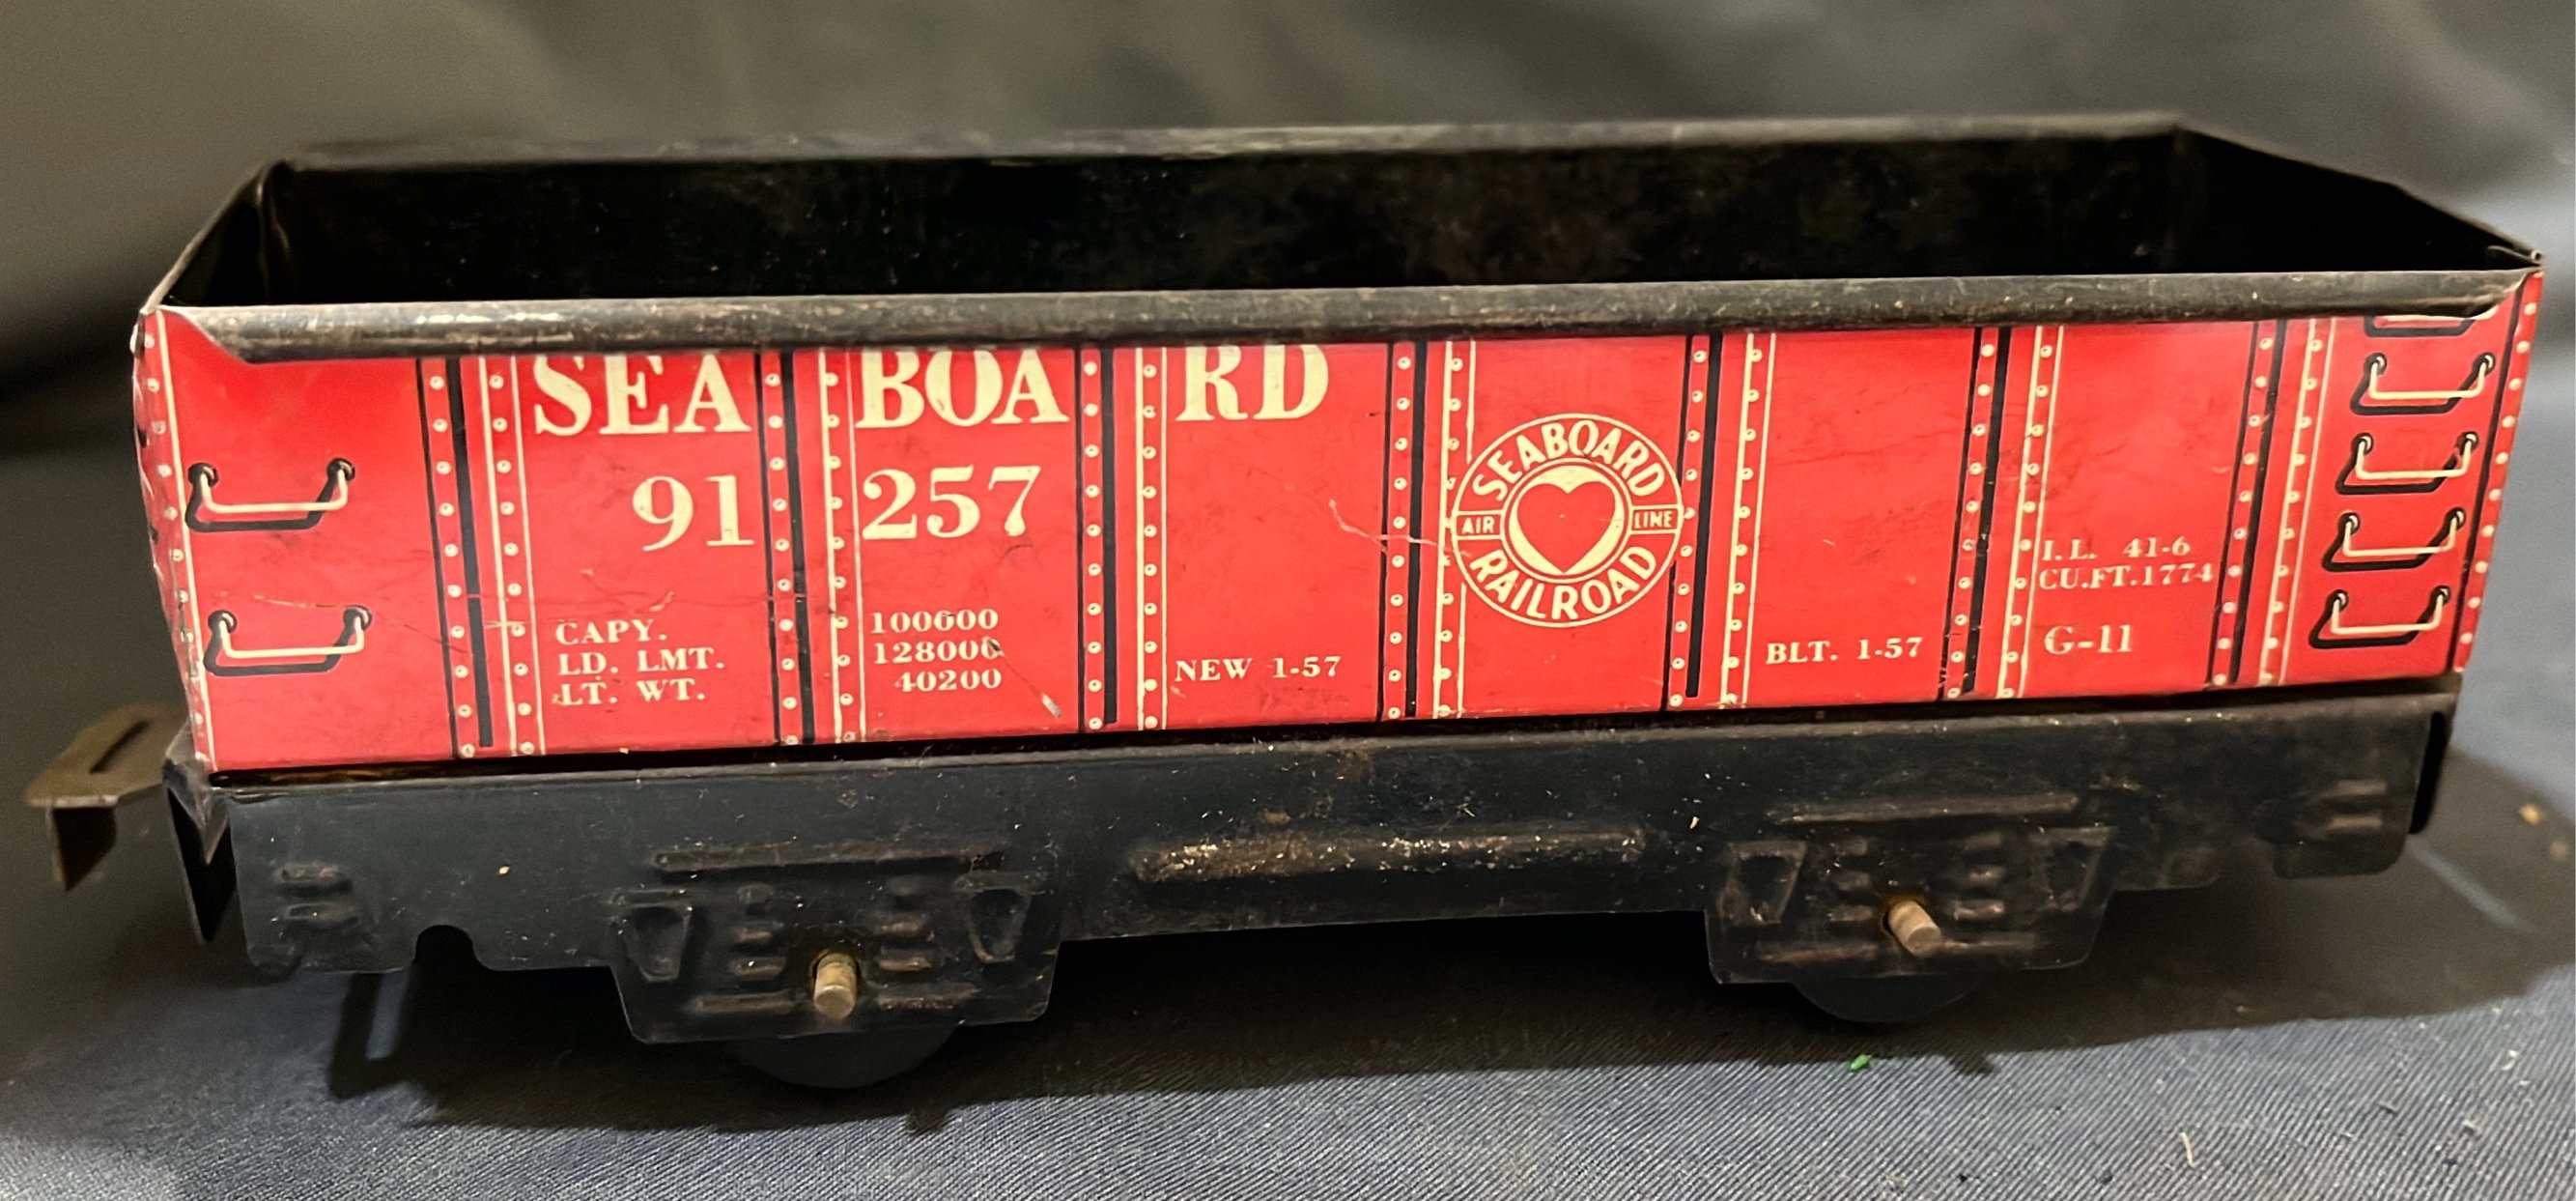 SEABOARD
91257
CAPY. 100600
LD. LMT. 128000
LT. WT. 40200
NEW 1-57
SEABOARD
AIR LINE
RAILROAD
BLT. 1-57
I.L. 41-6
CU.FT.1774
G-11